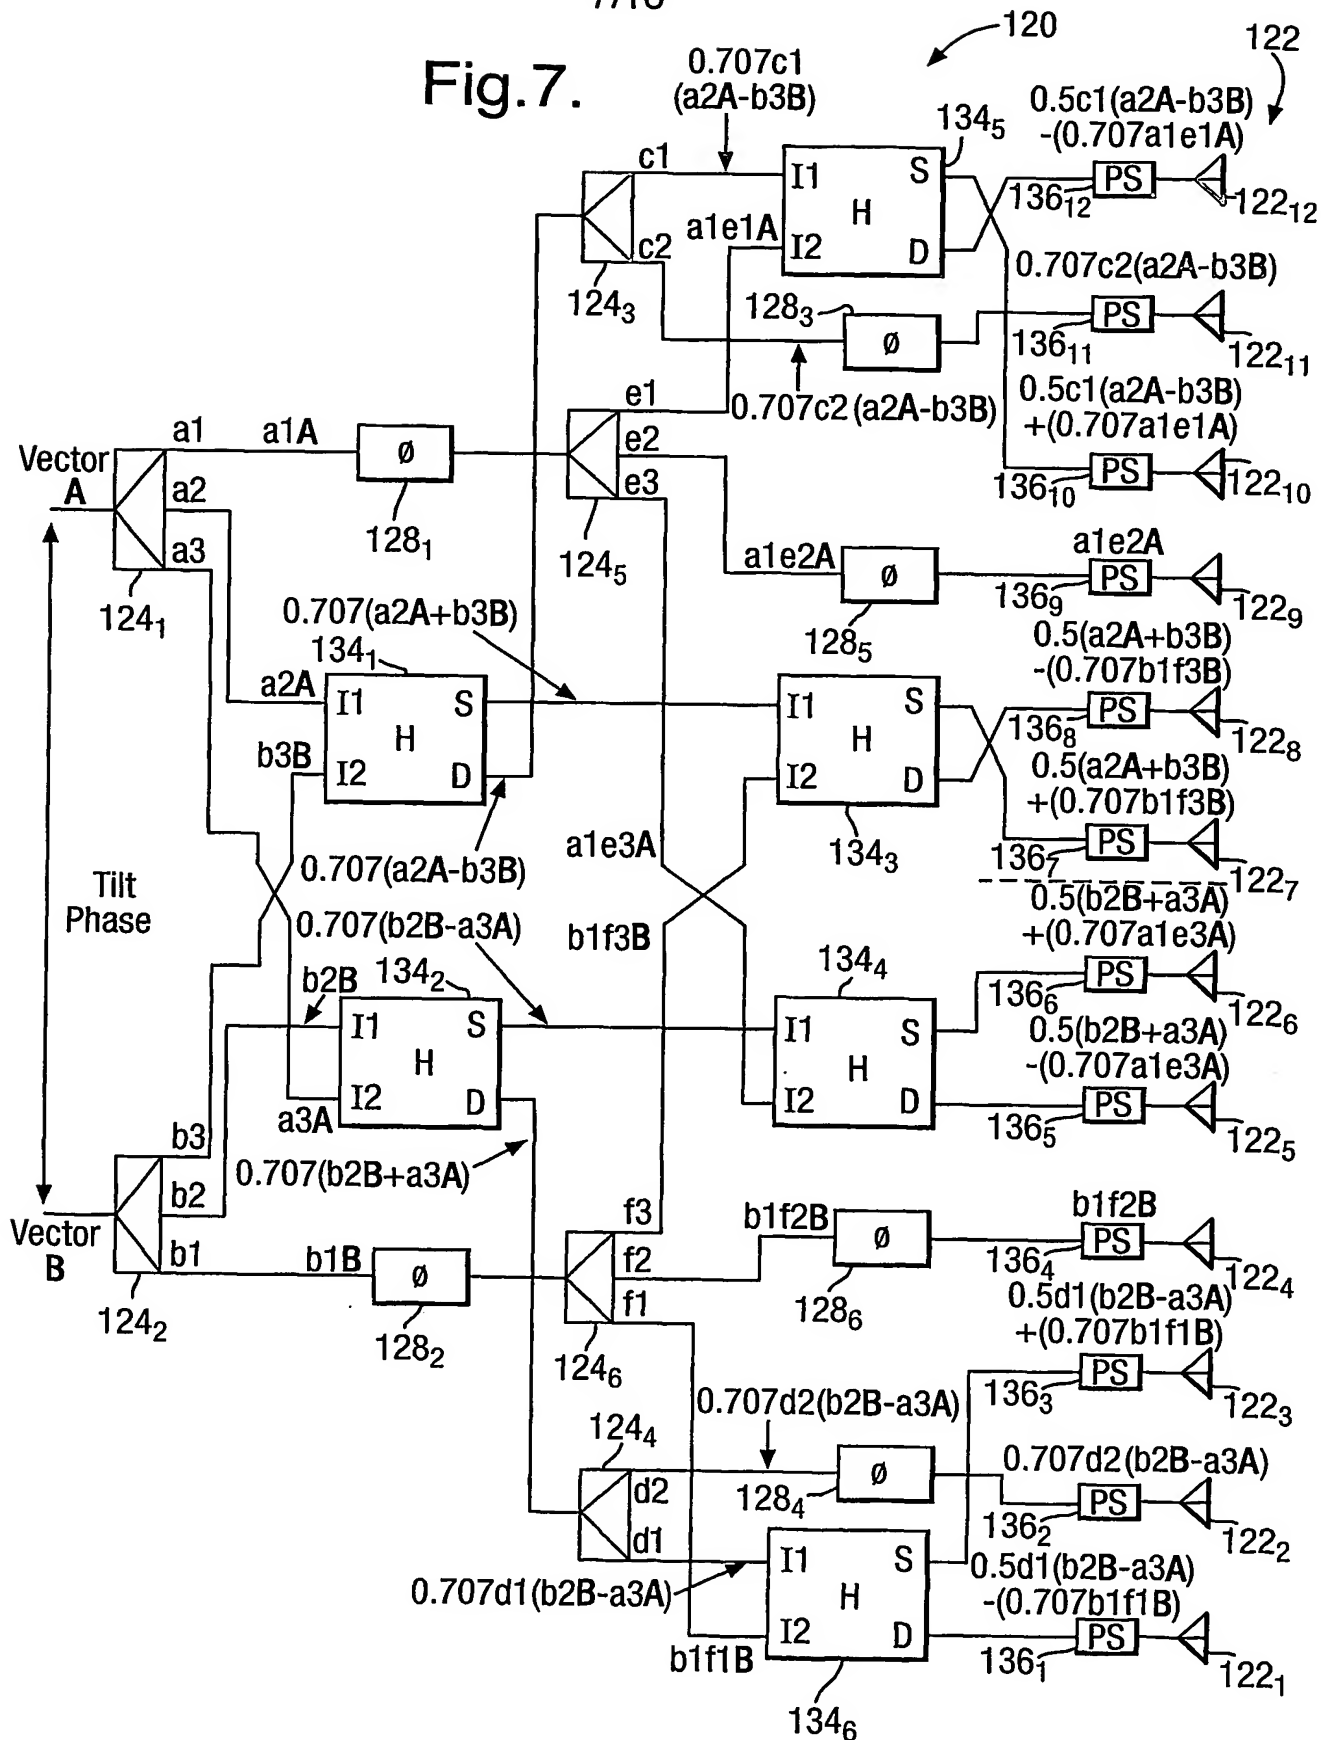 Fig.7.
120
122
0.707c1
(a2A-b3B)
0.5c1(a2A-b3B)
-(0.707a1e1A)
134₅
c1
I1
S
H
PS
136₁₂
122₁₂
a1e1A
I2
D
c2
124₃
0.707c2(a2A-b3B)
128₃
ø
PS
136₁₁
122₁₁
0.707c2(a2A-b3B)
0.5c1(a2A-b3B)
+(0.707a1e1A)
e1
Vector
A
a1
a1A
ø
e2
PS
136₁₀
122₁₀
a2
e3
128₁
a3
124₅
a1e2A
a1e2A
ø
PS
136₉
122₉
124₁
0.707(a2A+b3B)
128₅
0.5(a2A+b3B)
-(0.707b1f3B)
134₁
a2A
I1
S
H
I1
S
H
PS
136₈
122₈
b3B
I2
D
I2
D
0.5(a2A+b3B)
+(0.707b1f3B)
a1e3A
134₃
PS
136₇
122₇
0.707(a2A-b3B)
Tilt
Phase
0.5(b2B+a3A)
+(0.707a1e3A)
0.707(b2B-a3A)
b1f3B
134₂
134₄
PS
136₆
122₆
b2B
I1
S
H
I1
S
H
0.5(b2B+a3A)
-(0.707a1e3A)
a3A
I2
D
I2
D
PS
136₅
122₅
b3
0.707(b2B+a3A)
b2
Vector
B
b1
b1B
ø
f3
f2
f1
b1f2B
ø
b1f2B
PS
136₄
122₄
124₂
128₂
124₆
128₆
0.5d1(b2B-a3A)
+(0.707b1f1B)
PS
136₃
122₃
0.707d2(b2B-a3A)
124₄
d2
128₄
ø
0.707d2(b2B-a3A)
PS
136₂
122₂
d1
I1
S
H
0.5d1(b2B-a3A)
-(0.707b1f1B)
0.707d1(b2B-a3A)
I2
D
b1f1B
PS
136₁
122₁
134₆